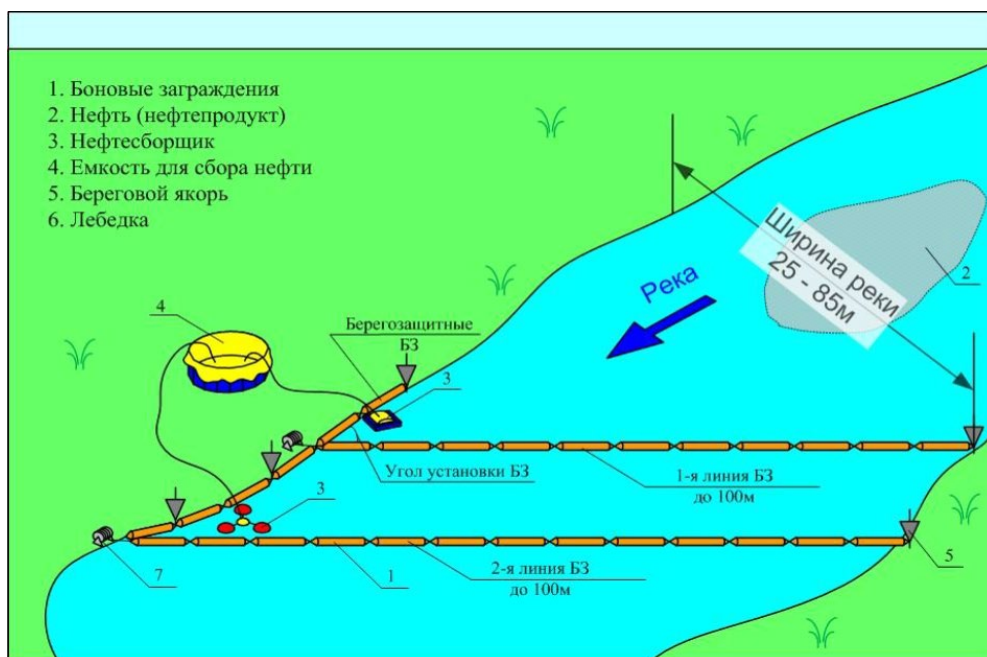 1. Боновые заграждения
2. Нефть (нефтепродукт)
3. Нефтесборщик
4. Емкость для сбора нефти
5. Береговой якорь
6. Лебедка
Ширина реки
25 - 85м
2
Река
4
Берегозащитные
БЗ
3
Угол установки БЗ
1-я линия БЗ
до 100м
3
7
1
2-я линия БЗ
до 100м
5